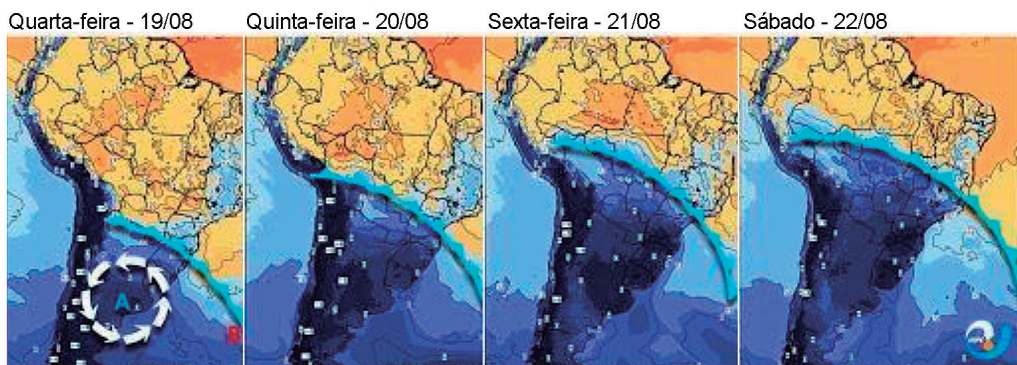 Quarta-feira - 19/08
Quinta-feira - 20/08
Sexta-feira - 21/08
Sábado - 22/08
A